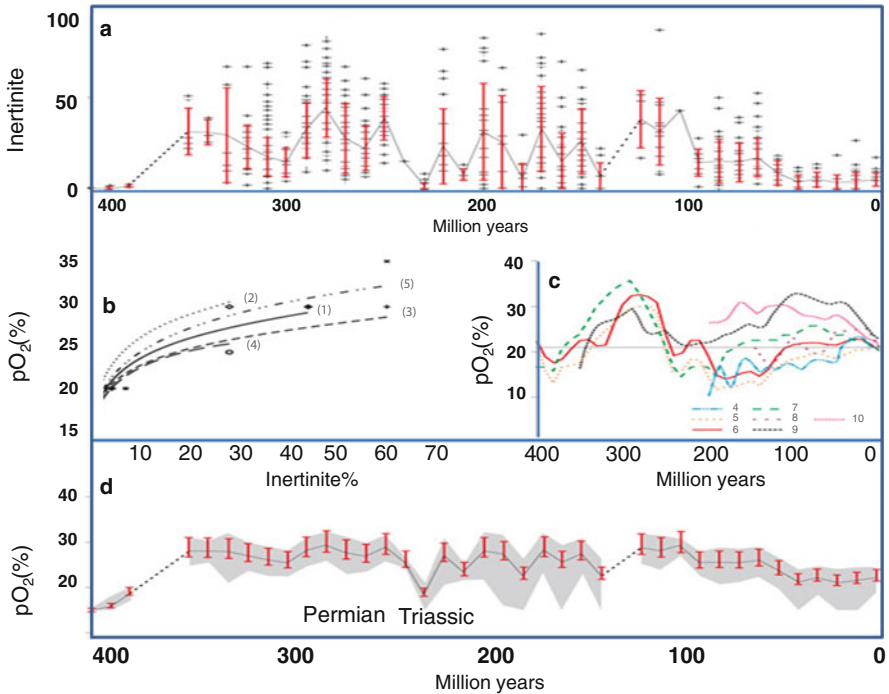 a
100
50
0
Inertinite
400
300
200
100
0
Million years
b
35
30
25
20
15
pO2(%)
(2)
(5)
(1)
(3)
(4)
10 20 30 40 50 60 70
Inertinite%
c
40
30
20
10
pO2(%)
4 7
5 8 10
6 9
400 300 200 100 0
Million years
d
40
30
20
pO2(%)
Permian Triassic
400 300 200 100 0
Million years